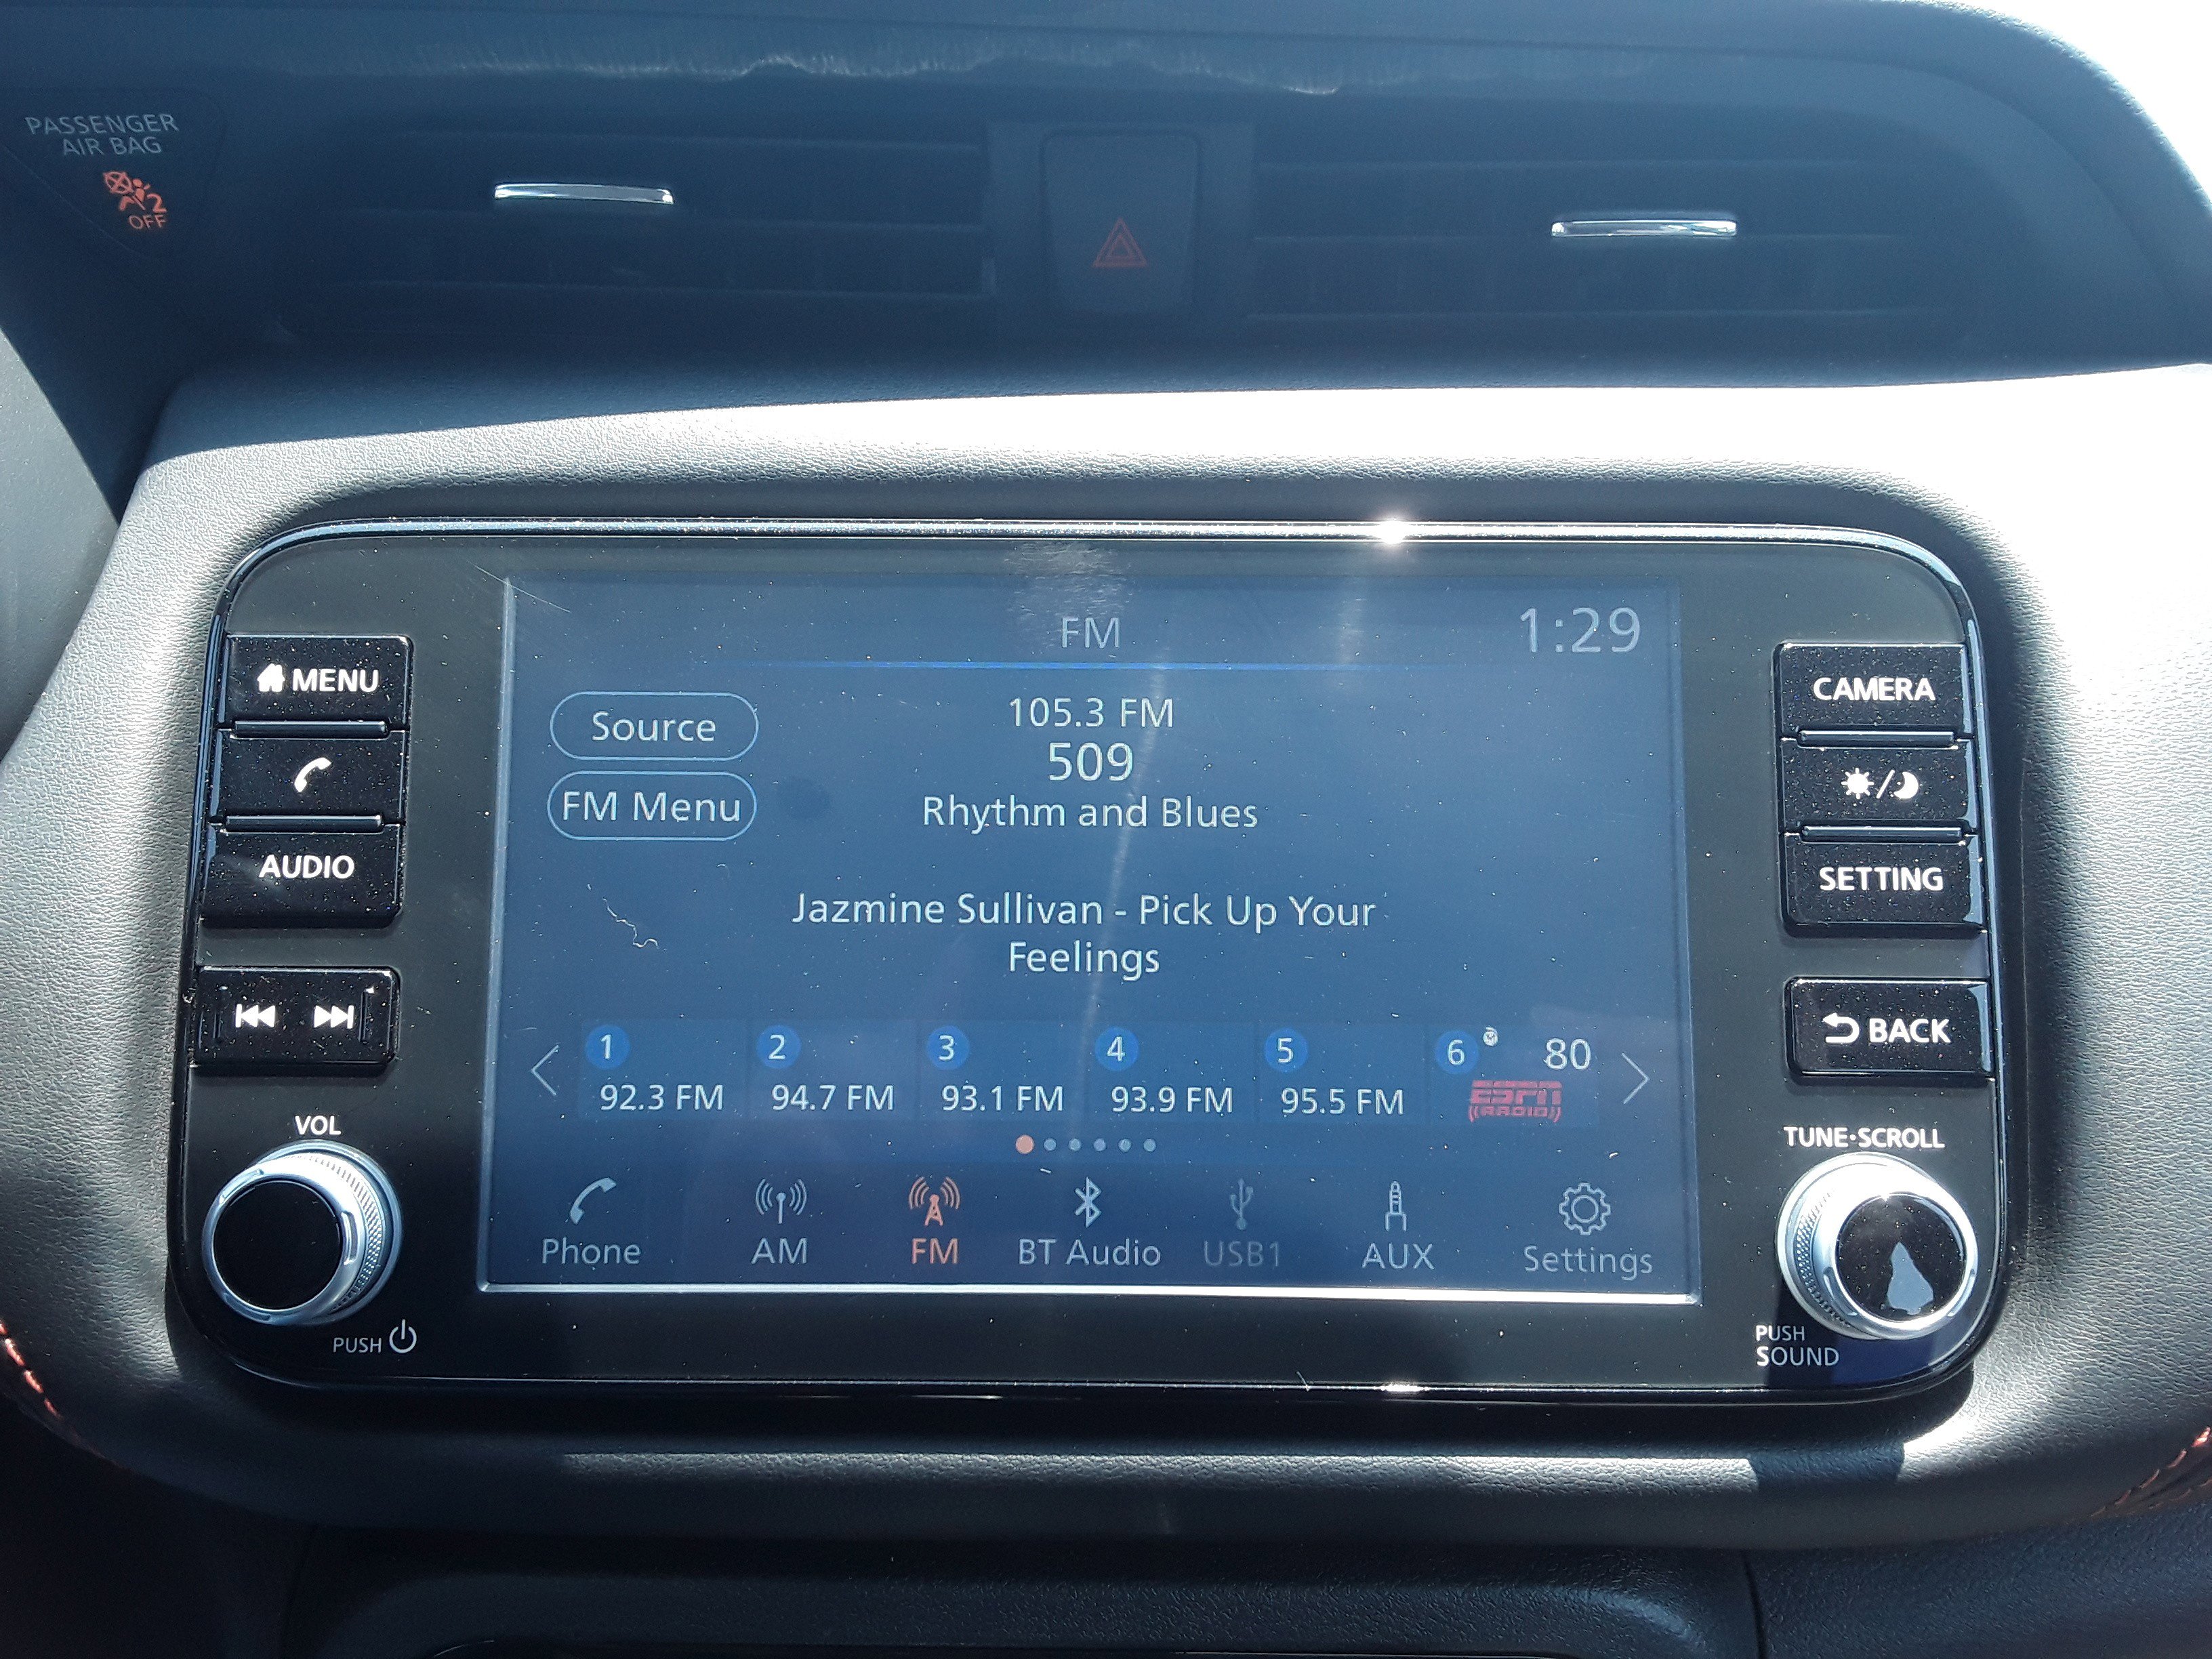 PASSENGER
AIR BAG
2
OFF
FM
1:29
MENU
AUDIO
VOL
PUSH
Source
FM Menu
105.3 FM
509
Rhythm and Blues
Jazmine Sullivan - Pick Up Your
Feelings
1 2 3 4 5 6 80
92.3 FM 94.7 FM 93.1 FM 93.9 FM 95.5 FM ESPN
RADIO
Phone AM FM BT Audio USB1 AUX Settings
CAMERA
SETTING
BACK
TUNE·SCROLL
PUSH
SOUND